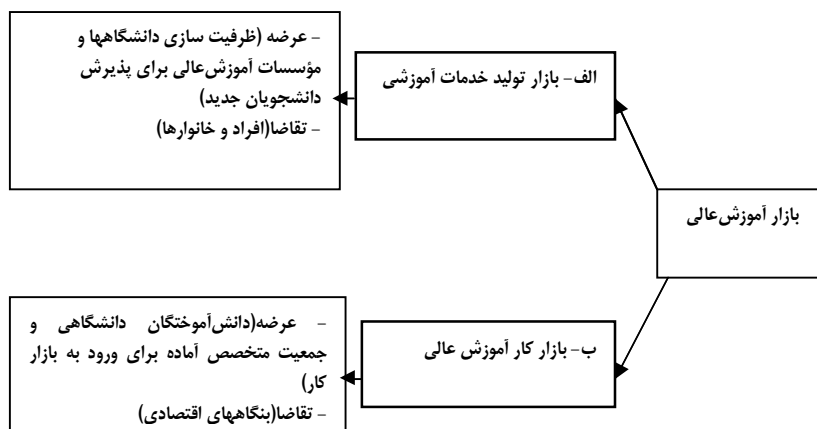 بازار آموزش‌عالی
الف- بازار تولید خدمات آموزشی
- عرضه (ظرفیت سازی دانشگاهها و
مؤسسات آموزش‌عالی برای پذیرش
دانشجویان جدید)
- تقاضا(افراد و خانوارها)
ب- بازار کار آموزش عالی
- عرضه(دانش‌آموختگان دانشگاهی و
جمعیت متخصص آماده برای ورود به بازار
کار)
- تقاضا(بنگاههای اقتصادی)